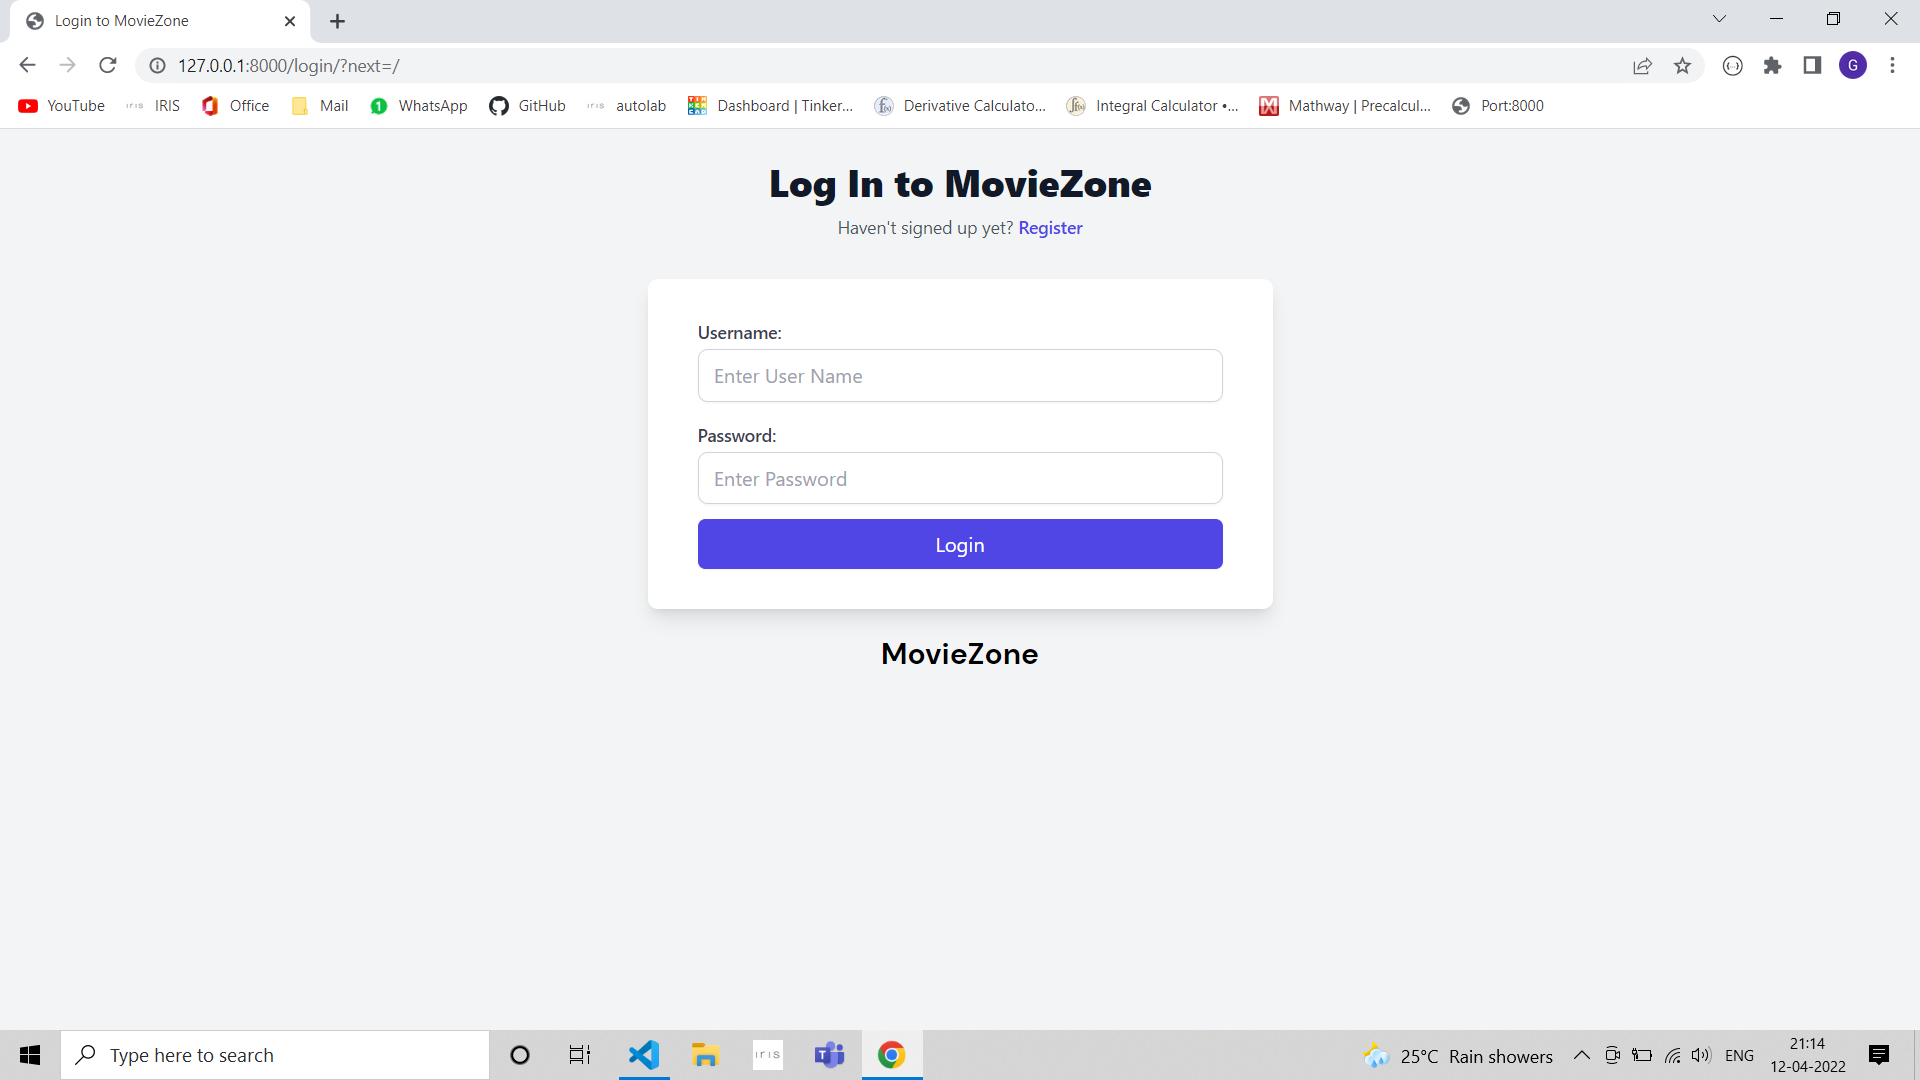 Login to MovieZone
127.0.0.1:8000/login/?next=/
G
YouTube IRIS Office Mail WhatsApp GitHub autolab Dashboard | Tinker... Derivative Calculato... Integral Calculator •... Mathway | Precalcul... Port:8000
Log In to MovieZone
Haven't signed up yet? Register
Username:
Enter User Name
Password:
Enter Password
Login
MovieZone
Type here to search
iris
25°C Rain showers
ENG
21:14
12-04-2022